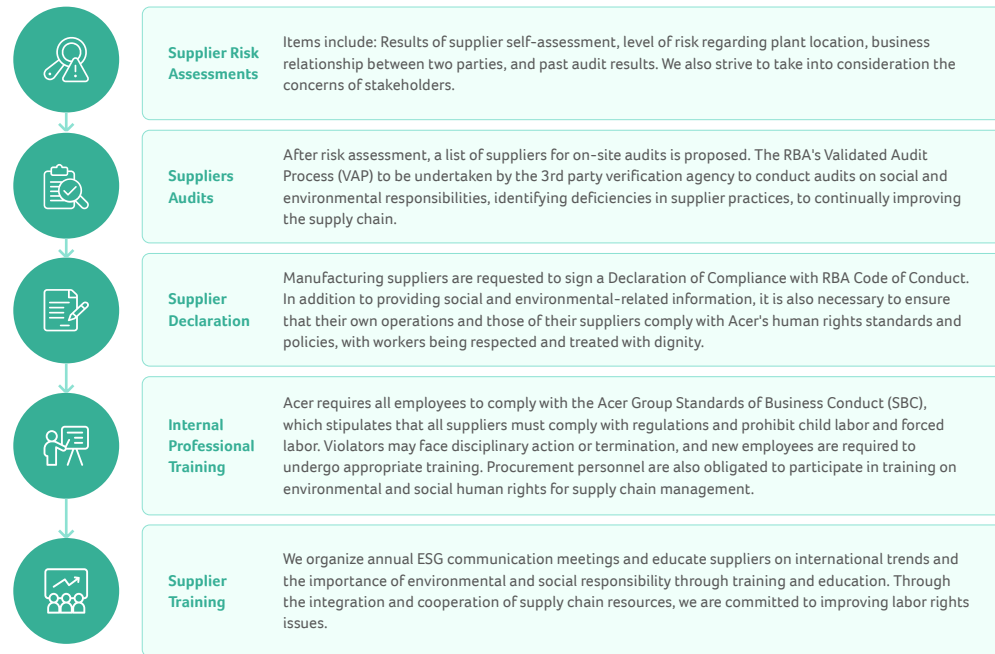 Supplier Risk
Assessments
Items include: Results of supplier self-assessment, level of risk regarding plant location, business
relationship between two parties, and past audit results. We also strive to take into consideration the
concerns of stakeholders.
Suppliers
Audits
After risk assessment, a list of suppliers for on-site audits is proposed. The RBA's Validated Audit
Process (VAP) to be undertaken by the 3rd party verification agency to conduct audits on social and
environmental responsibilities, identifying deficiencies in supplier practices, to continually improving
the supply chain.
Supplier
Declaration
Manufacturing suppliers are requested to sign a Declaration of Compliance with RBA Code of Conduct.
In addition to providing social and environmental-related information, it is also necessary to ensure
that their own operations and those of their suppliers comply with Acer's human rights standards and
policies, with workers being respected and treated with dignity.
Internal
Professional
Training
Acer requires all employees to comply with the Acer Group Standards of Business Conduct (SBC),
which stipulates that all suppliers must comply with regulations and prohibit child labor and forced
labor. Violators may face disciplinary action or termination, and new employees are required to
undergo appropriate training. Procurement personnel are also obligated to participate in training on
environmental and social human rights for supply chain management.
Supplier
Training
We organize annual ESG communication meetings and educate suppliers on international trends and
the importance of environmental and social responsibility through training and education. Through
the integration and cooperation of supply chain resources, we are committed to improving labor rights
issues.